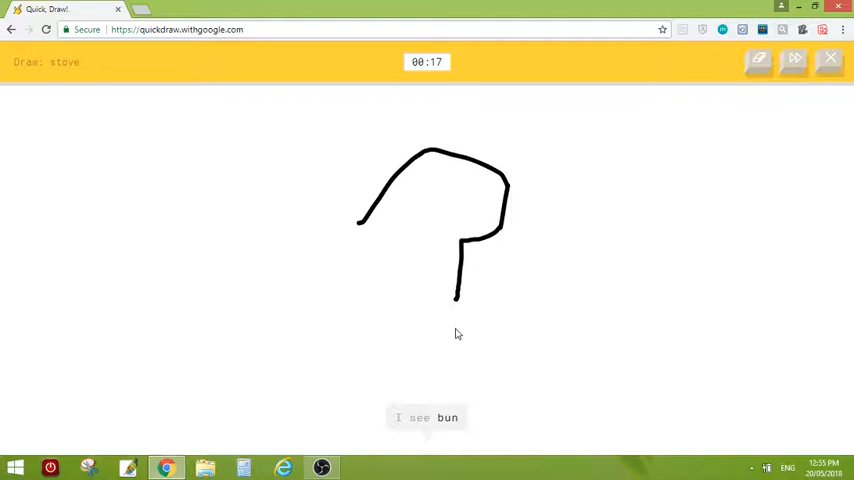 Quick, Draw!
Secure
https://quickdraw.withgoogle.com
Draw: stove
00:17
I see bun
ENG
12:55 PM
20/05/2018